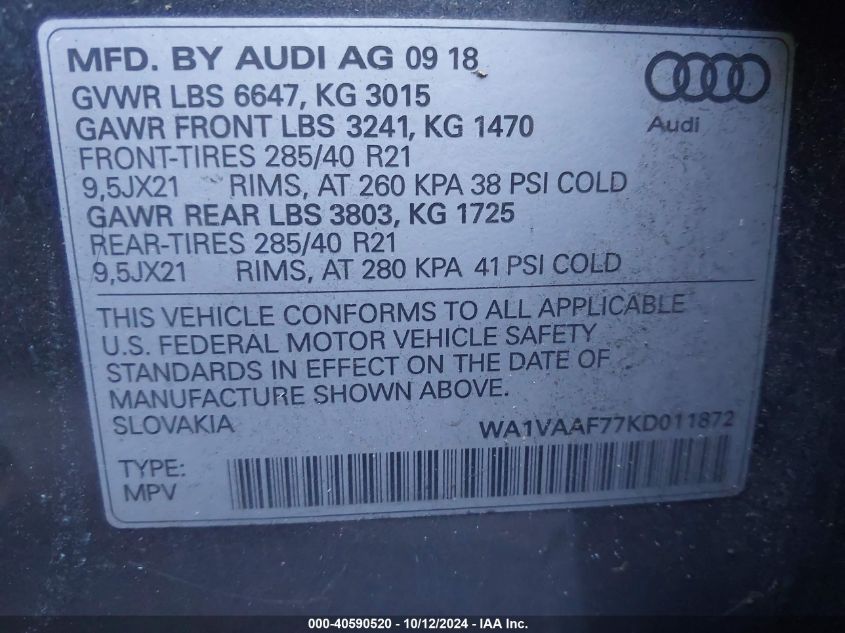 MFD. BY AUDI AG 09 18
GVWR LBS 6647, KG 3015
GAWR FRONT LBS 3241, KG 1470
FRONT-TIRES 285/40 R21
9,5JX21 RIMS, AT 260 KPA 38 PSI COLD
GAWR REAR LBS 3803, KG 1725
REAR-TIRES 285/40 R21
9,5JX21 RIMS, AT 280 KPA 41 PSI COLD
Audi
THIS VEHICLE CONFORMS TO ALL APPLICABLE
U.S. FEDERAL MOTOR VEHICLE SAFETY
STANDARDS IN EFFECT ON THE DATE OF
MANUFACTURE SHOWN ABOVE.
SLOVAKIA WA1VAAF77KD011872
TYPE:
MPV
000-40590520 - 10/12/2024 - IAA Inc.